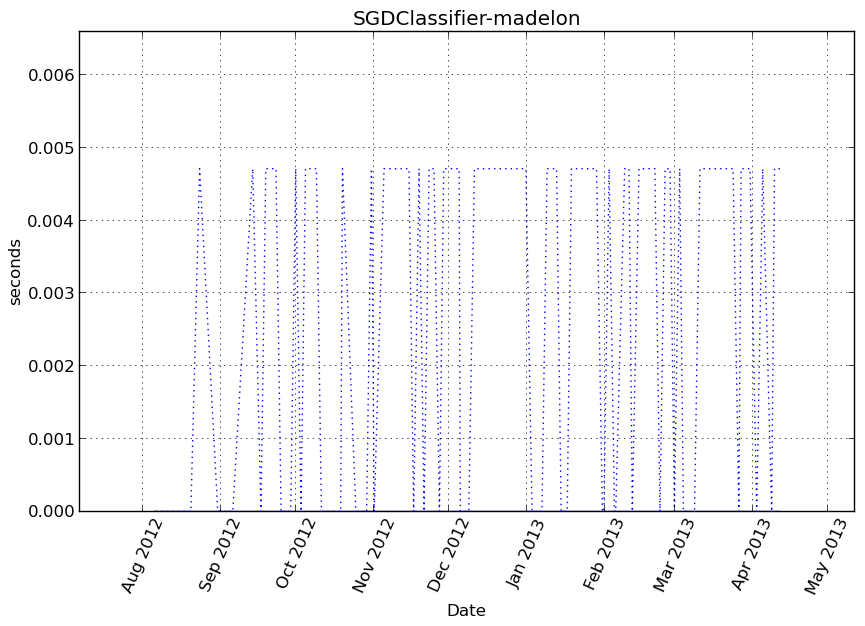 SGDClassifier-madelon
0.006
0.005
0.004
0.003
0.002
0.001
0.000
seconds
Aug 2012
Sep 2012
Oct 2012
Nov 2012
Dec 2012
Jan 2013
Feb 2013
Mar 2013
Apr 2013
May 2013
Date